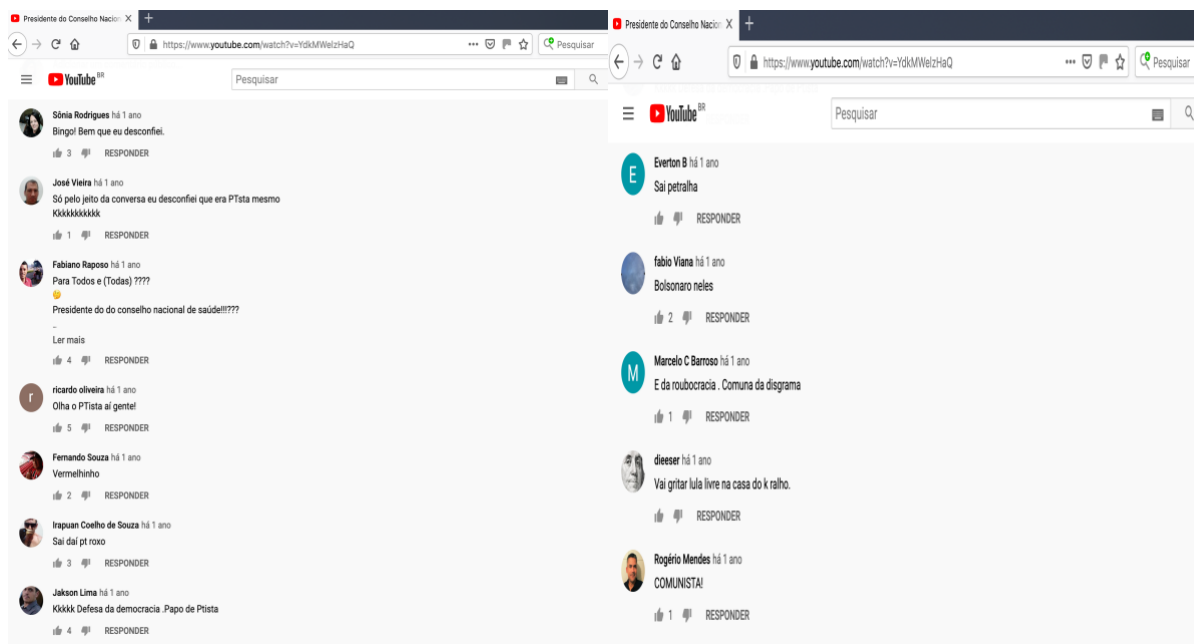 Presidente do Conselho Nacion X +
https://www.youtube.com/watch?v=YdkMWelzHaQ
Pesquisar
YouTube BR
Pesquisar
Sônia Rodrigues há 1 ano
Bingo! Bem que eu desconfiei.
3 RESPONDER
José Vieira há 1 ano
Só pelo jeito da conversa eu desconfiei que era PTsta mesmo
Kkkkkkkkkkk
1 RESPONDER
Fabiano Raposo há 1 ano
Para Todos e (Todas) ????
🤔
Presidente do do conselho nacional de saúde!!!???
..
Ler mais
4 RESPONDER
r
ricardo oliveira há 1 ano
Olha o PTista aí gente!
5 RESPONDER
Fernando Souza há 1 ano
Vermelhinho
2 RESPONDER
Irapuan Coelho de Souza há 1 ano
Sai daí pt roxo
3 RESPONDER
Jakson Lima há 1 ano
Kkkkk Defesa da democracia .Papo de Ptista
4 RESPONDER
Presidente do Conselho Nacion X +
https://www.youtube.com/watch?v=YdkMWelzHaQ
Pesquisar
YouTube BR
Pesquisar
E
Everton B há 1 ano
Sai petralha
RESPONDER
fabio Viana há 1 ano
Bolsonaro neles
2 RESPONDER
M
Marcelo C Barroso há 1 ano
E da roubocracia . Comuna da disgrama
1 RESPONDER
dieeser há 1 ano
Vai gritar lula livre na casa do k ralho.
RESPONDER
Rogério Mendes há 1 ano
COMUNISTA!
1 RESPONDER